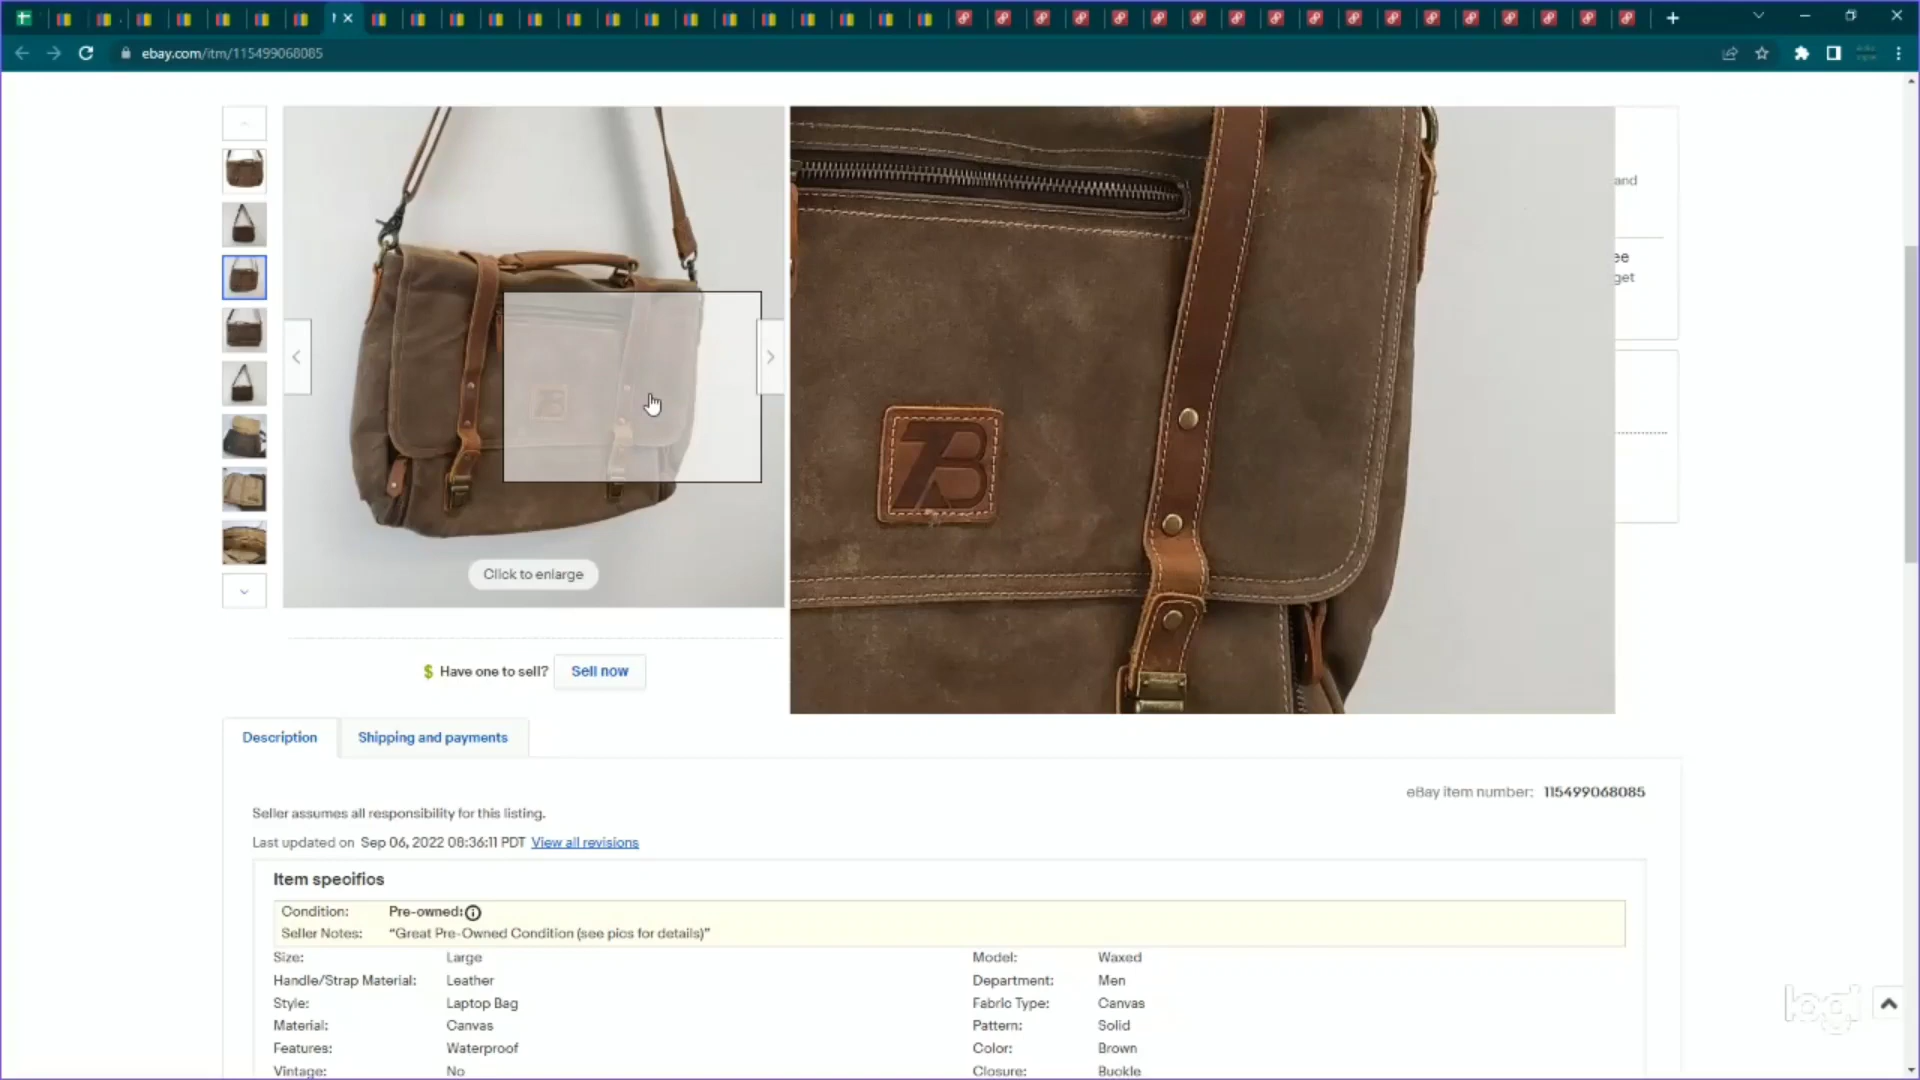 ebay.com/itm/115499068085
and
ee
get
B
Click to enlarge
$ Have one to sell? Sell now
Description
Shipping and payments
eBay item number: 115499068085
Seller assumes all responsibility for this listing.
Last updated on Sep 06, 2022 08:36:11 PDT View all revisions
Item specifics
Condition: Pre-owned:
Seller Notes: “Great Pre-Owned Condition (see pics for details)”
Size: Large Model: Waxed
Handle/Strap Material: Leather Department: Men
Style: Laptop Bag Fabric Type: Canvas
Material: Canvas Pattern: Solid
Features: Waterproof Color: Brown
Vintage: No Closure: Buckle
logi